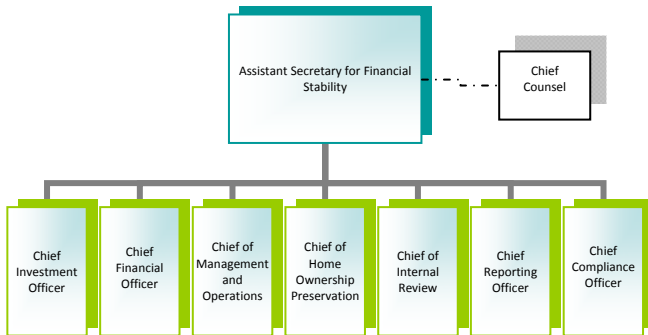 Assistant Secretary for Financial
Stability
Chief
Counsel
Chief
Investment
Officer
Chief
Financial
Officer
Chief of
Management
and
Operations
Chief of
Home
Ownership
Preservation
Chief of
Internal
Review
Chief
Reporting
Officer
Chief
Compliance
Officer